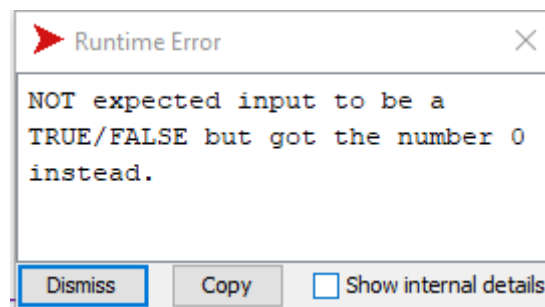 Runtime Error
NOT expected input to be a
TRUE/FALSE but got the number 0
instead.
Dismiss Copy Show internal details